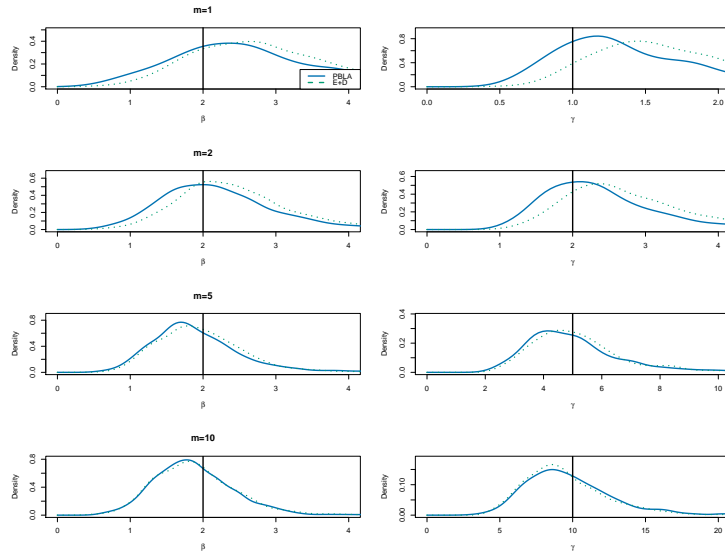 m=1
Density
0.0 0.2 0.4
PBLA
E+D
0 1 2 3 4
β
Density
0.0 0.4 0.8
0.0 0.5 1.0 1.5 2.0
γ
m=2
Density
0.0 0.2 0.4 0.6
0 1 2 3 4
β
Density
0.0 0.2 0.4 0.6
0 1 2 3 4
γ
m=5
Density
0.0 0.4 0.8
0 1 2 3 4
β
Density
0.0 0.2 0.4
0 2 4 6 8 10
γ
m=10
Density
0.0 0.4 0.8
0 1 2 3 4
β
Density
0.00 0.10
0 5 10 15 20
γ